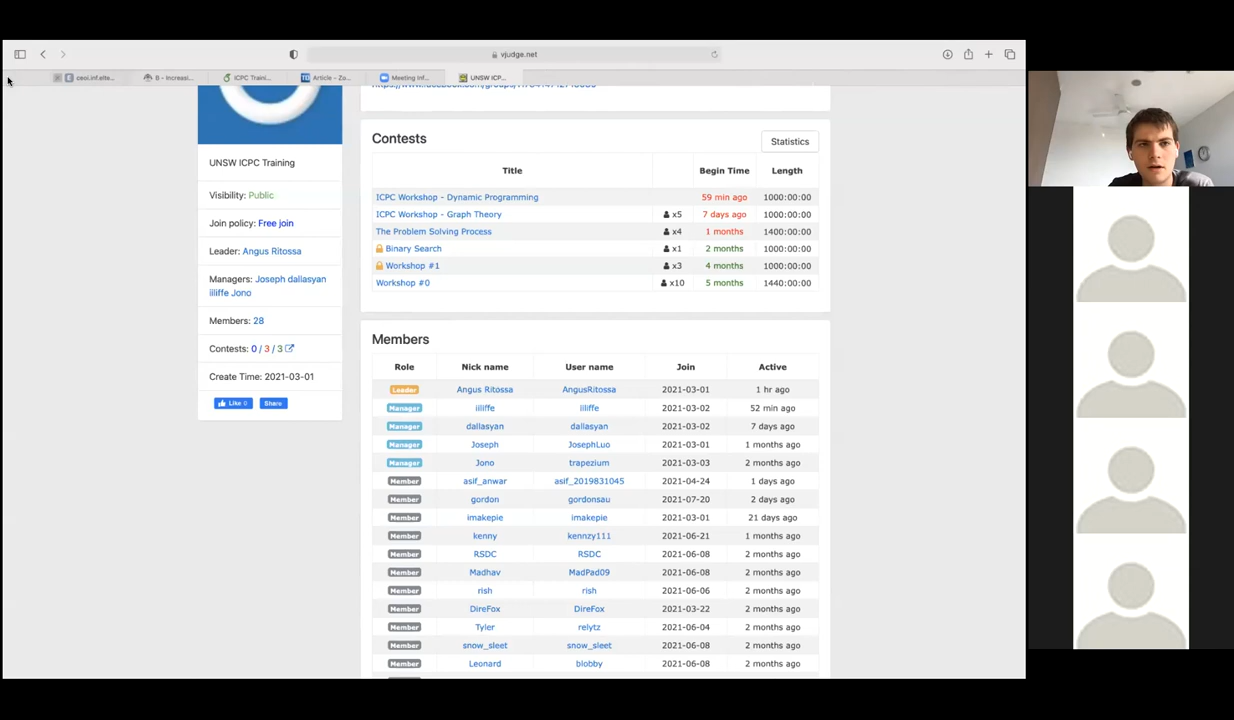 vjudge.net
ceoi.inf.elte...
B - Increasi...
ICPC Traini...
Article - Zo...
Meeting Inf...
UNSW ICP...
Contests
Statistics
Title Begin Time Length
ICPC Workshop - Dynamic Programming 59 min ago 1000:00:00
ICPC Workshop - Graph Theory x5 7 days ago 1000:00:00
The Problem Solving Process x4 1 months 1400:00:00
Binary Search x1 2 months 1000:00:00
Workshop #1 x3 4 months 1000:00:00
Workshop #0 x10 5 months 1440:00:00
UNSW ICPC Training
Visibility: Public
Join policy: Free join
Leader: Angus Ritossa
Managers: Joseph dallasyan
illiffe Jono
Members: 28
Contests: 0 / 3 / 3
Create Time: 2021-03-01
Like 0
Share
Members
Role Nick name User name Join Active
Leader Angus Ritossa AngusRitossa 2021-03-01 1 hr ago
Manager illiffe illiffe 2021-03-02 52 min ago
Manager dallasyan dallasyan 2021-03-02 7 days ago
Manager Joseph JosephLuo 2021-03-01 1 months ago
Manager Jono trapezium 2021-03-03 2 months ago
Member asif_anwar asif_2019831045 2021-04-24 1 days ago
Member gordon gordonsau 2021-07-20 2 days ago
Member imakepie imakepie 2021-03-01 21 days ago
Member kenny kennzy111 2021-06-21 1 months ago
Member RSDC RSDC 2021-06-08 2 months ago
Member Madhav MadPad09 2021-06-08 2 months ago
Member rish rish 2021-06-06 2 months ago
Member DireFox DireFox 2021-03-22 2 months ago
Member Tyler relytz 2021-06-04 2 months ago
Member snow_sleet snow_sleet 2021-06-08 2 months ago
Member Leonard blobby 2021-06-08 2 months ago